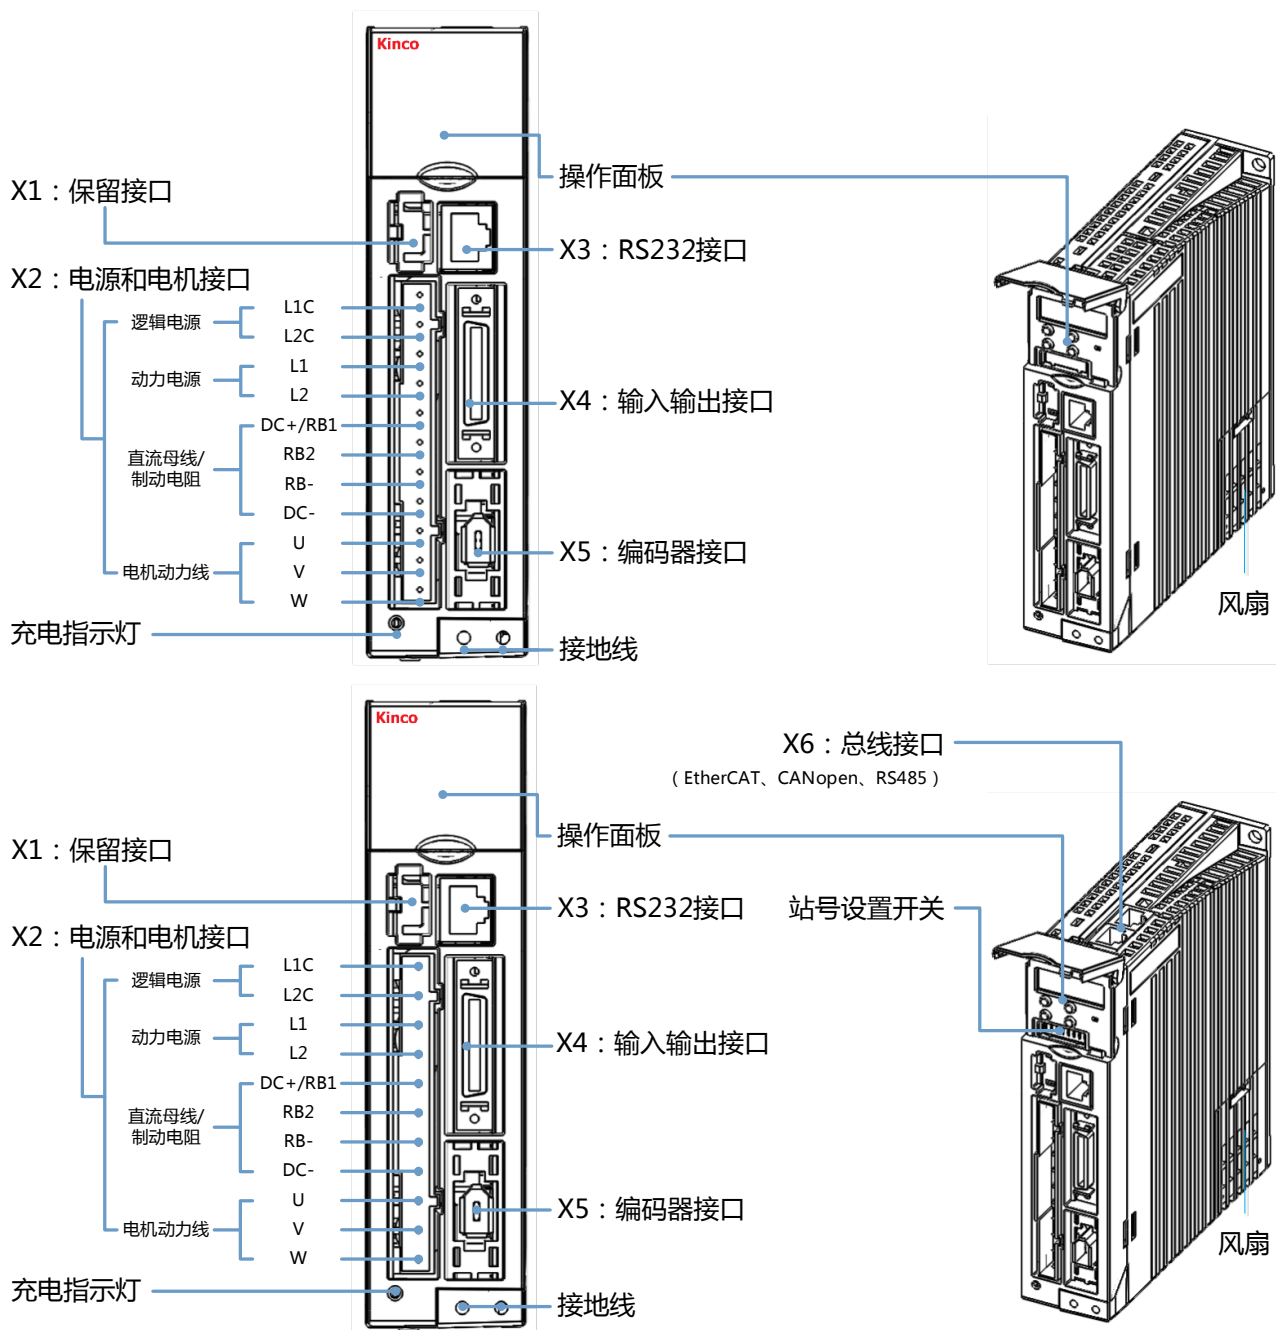 Kinco
操作面板
X1：保留接口
X3：RS232接口
X2：电源和电机接口
逻辑电源
L1C
L2C
动力电源
L1
L2
X4：输入输出接口
直流母线/
制动电阻
DC+/RB1
RB2
RB-
DC-
X5：编码器接口
电机动力线
U
V
W
风扇
充电指示灯
接地线
Kinco
X6：总线接口
（EtherCAT、CANopen、RS485）
操作面板
X1：保留接口
X3：RS232接口
站号设置开关
X2：电源和电机接口
逻辑电源
L1C
L2C
动力电源
L1
L2
X4：输入输出接口
直流母线/
制动电阻
DC+/RB1
RB2
RB-
DC-
X5：编码器接口
电机动力线
U
V
W
风扇
充电指示灯
接地线